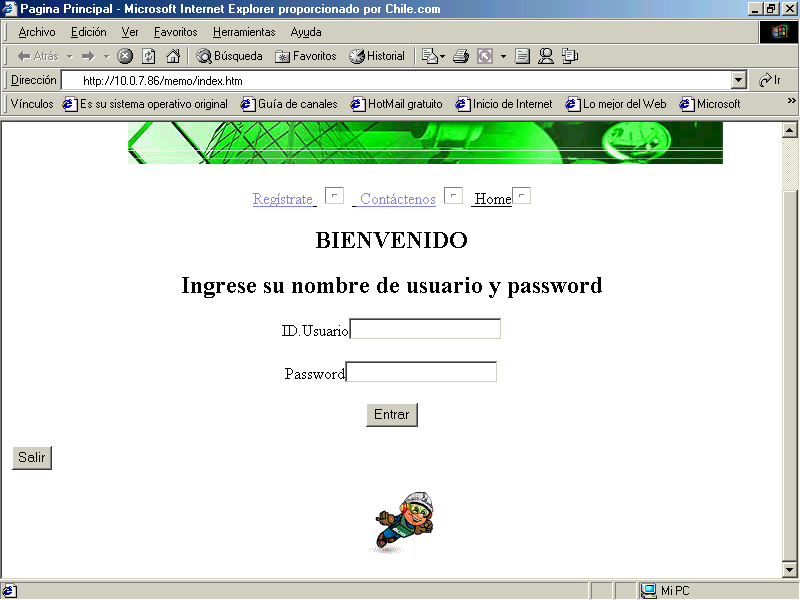 Pagina Principal - Microsoft Internet Explorer proporcionado por Chile.com
Archivo Edición Ver Favoritos Herramientas Ayuda
Atrás Búsqueda Favoritos Historial
Dirección http://10.0.7.86/memo/index.htm Ir
Vínculos Es su sistema operativo original Guía de canales HotMail gratuito Inicio de Internet Lo mejor del Web Microsoft »
Regístrate Contáctenos Home
BIENVENIDO
Ingrese su nombre de usuario y password
ID.Usuario
Password
Entrar
Salir
Mi PC